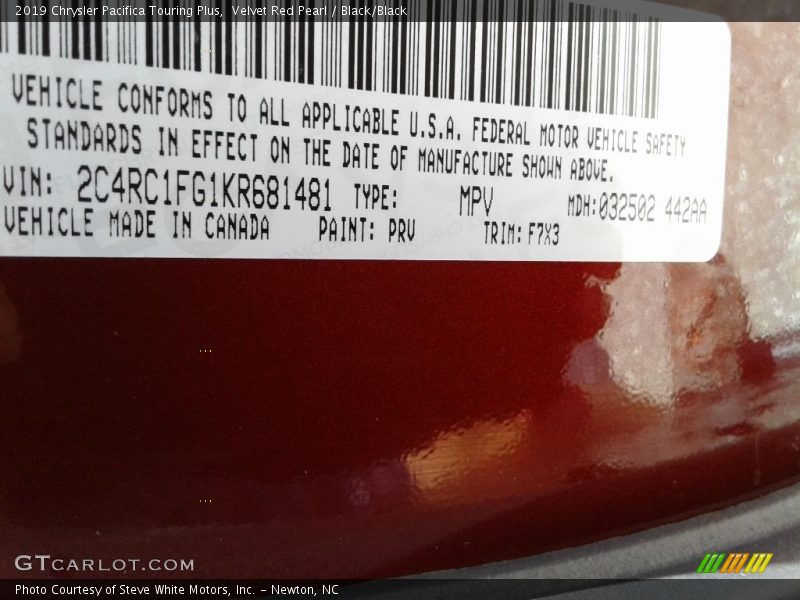 2019 Chrysler Pacifica Touring Plus, Velvet Red Pearl / Black/Black
VEHICLE CONFORMS TO ALL APPLICABLE U.S.A. FEDERAL MOTOR VEHICLE SAFETY
STANDARDS IN EFFECT ON THE DATE OF MANUFACTURE SHOWN ABOVE.
VIN: 2C4RC1FG1KR681481 TYPE: MPV MDH:032502 442AA
VEHICLE MADE IN CANADA PAINT: PRV TRIM: F7X3
GTCARLOT.COM
Photo Courtesy of Steve White Motors, Inc. – Newton, NC